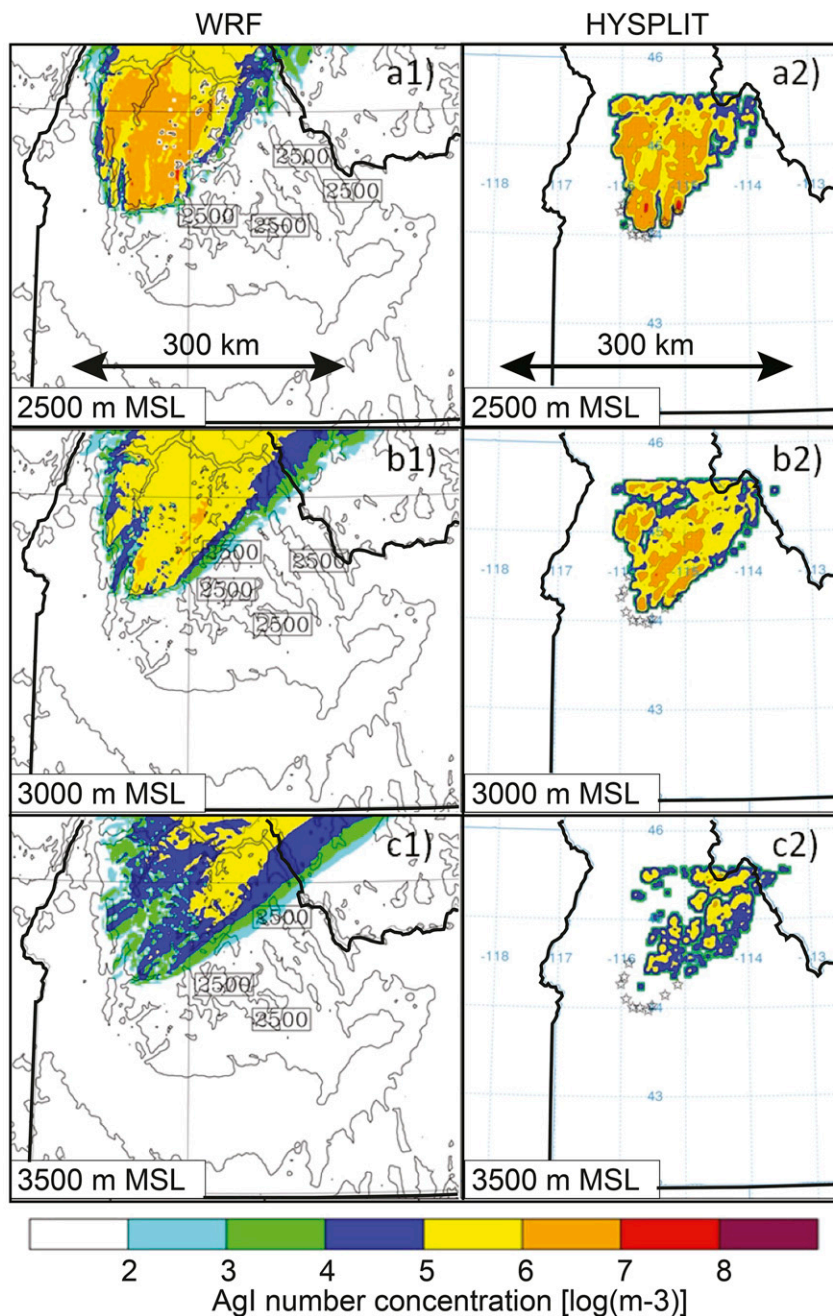 WRF
HYSPLIT
a1)
2500
2500
2500
2500
300 km
2500 m MSL
a2)
46
-118
-117
-116
-115
-114
-113
43
300 km
2500 m MSL
b1)
2500
2500
2500
2500
3000 m MSL
b2)
46
-118
-117
-114
43
3000 m MSL
c1)
2500
2500
2500
3500 m MSL
c2)
46
-118
-117
-116
-114
43
3500 m MSL
2 3 4 5 6 7 8
AgI number concentration [log(m-3)]